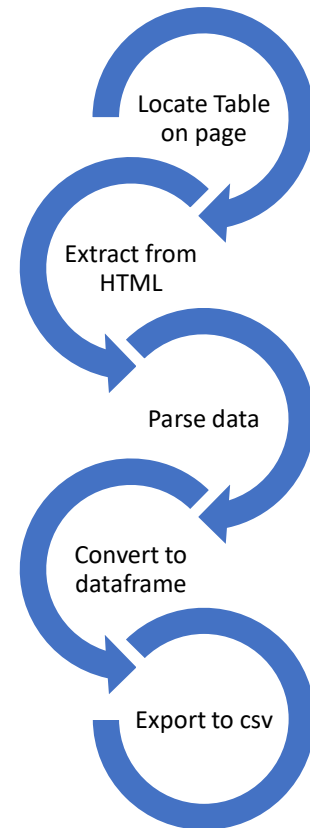 Locate Table
on page
Extract from
HTML
Parse data
Convert to
dataframe
Export to csv